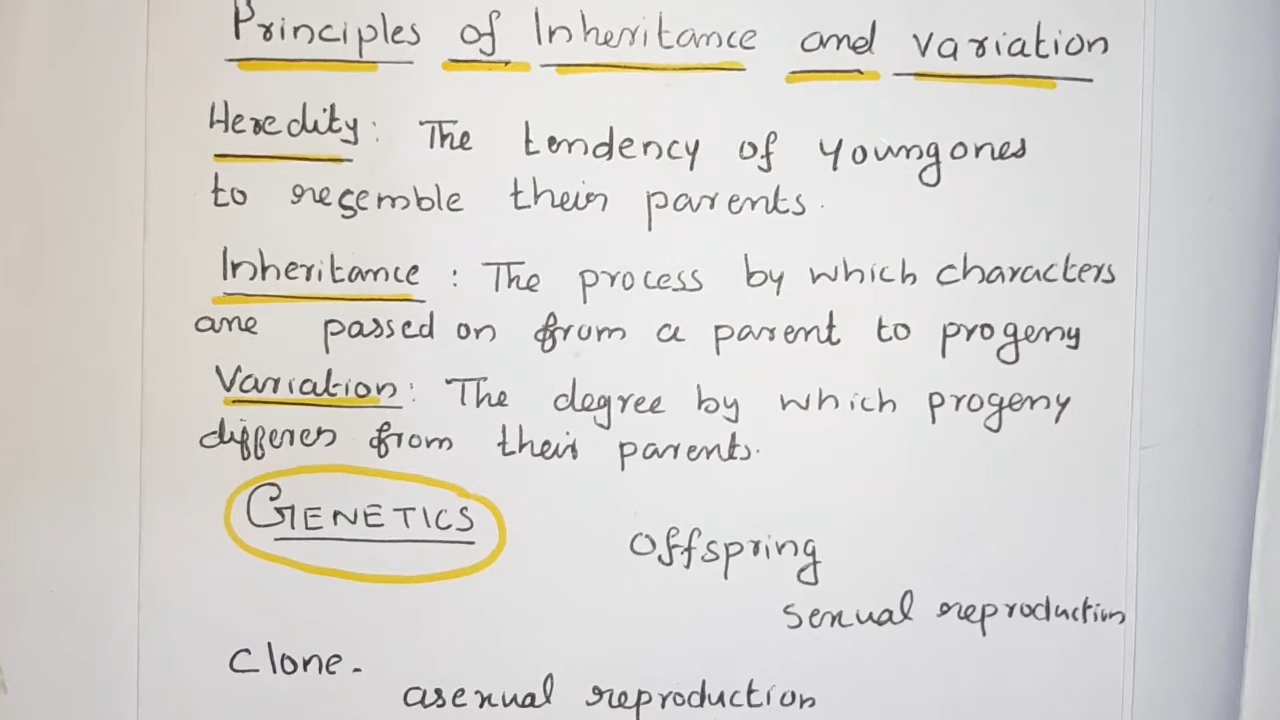 Principles of Inheritance and variation
Heredity: The tendency of youngones
to resemble their parents.
Inheritance: The process by which characters
are passed on from a parent to progeny
Variation: The degree by which progeny
differes from their parents.
GENETICS
Offspring
sexual reproduction
Clone -
asexual reproduction